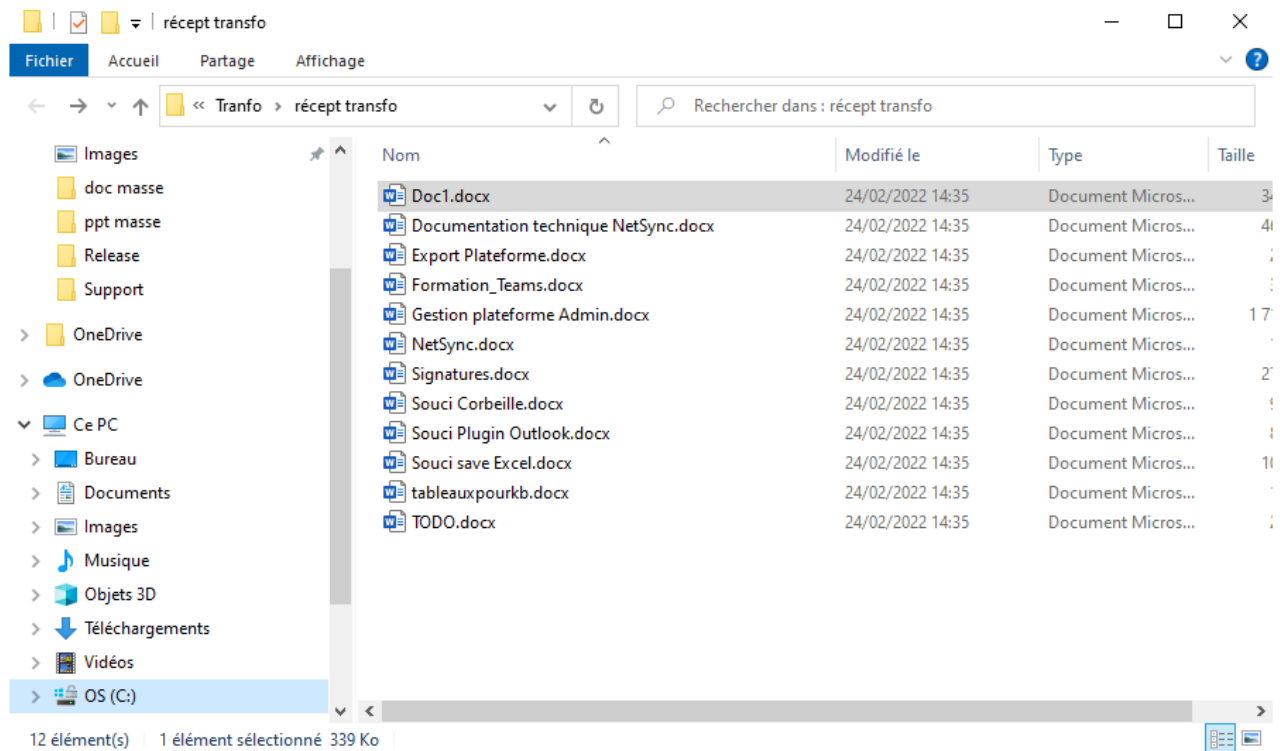 récept transfo
Fichier Accueil Partage Affichage
« Tranfo > récept transfo Rechercher dans : récept transfo
Images
doc masse
ppt masse
Release
Support
OneDrive
OneDrive
Ce PC
Bureau
Documents
Images
Musique
Objets 3D
Téléchargements
Vidéos
OS (C:)
Nom Modifié le Type Taille
Doc1.docx 24/02/2022 14:35 Document Micros...
Documentation technique NetSync.docx 24/02/2022 14:35 Document Micros...
Export Plateforme.docx 24/02/2022 14:35 Document Micros...
Formation_Teams.docx 24/02/2022 14:35 Document Micros...
Gestion plateforme Admin.docx 24/02/2022 14:35 Document Micros...
NetSync.docx 24/02/2022 14:35 Document Micros...
Signatures.docx 24/02/2022 14:35 Document Micros...
Souci Corbeille.docx 24/02/2022 14:35 Document Micros...
Souci Plugin Outlook.docx 24/02/2022 14:35 Document Micros...
Souci save Excel.docx 24/02/2022 14:35 Document Micros...
tableauxpourkb.docx 24/02/2022 14:35 Document Micros...
TODO.docx 24/02/2022 14:35 Document Micros...
12 élément(s) 1 élément sélectionné 339 Ko